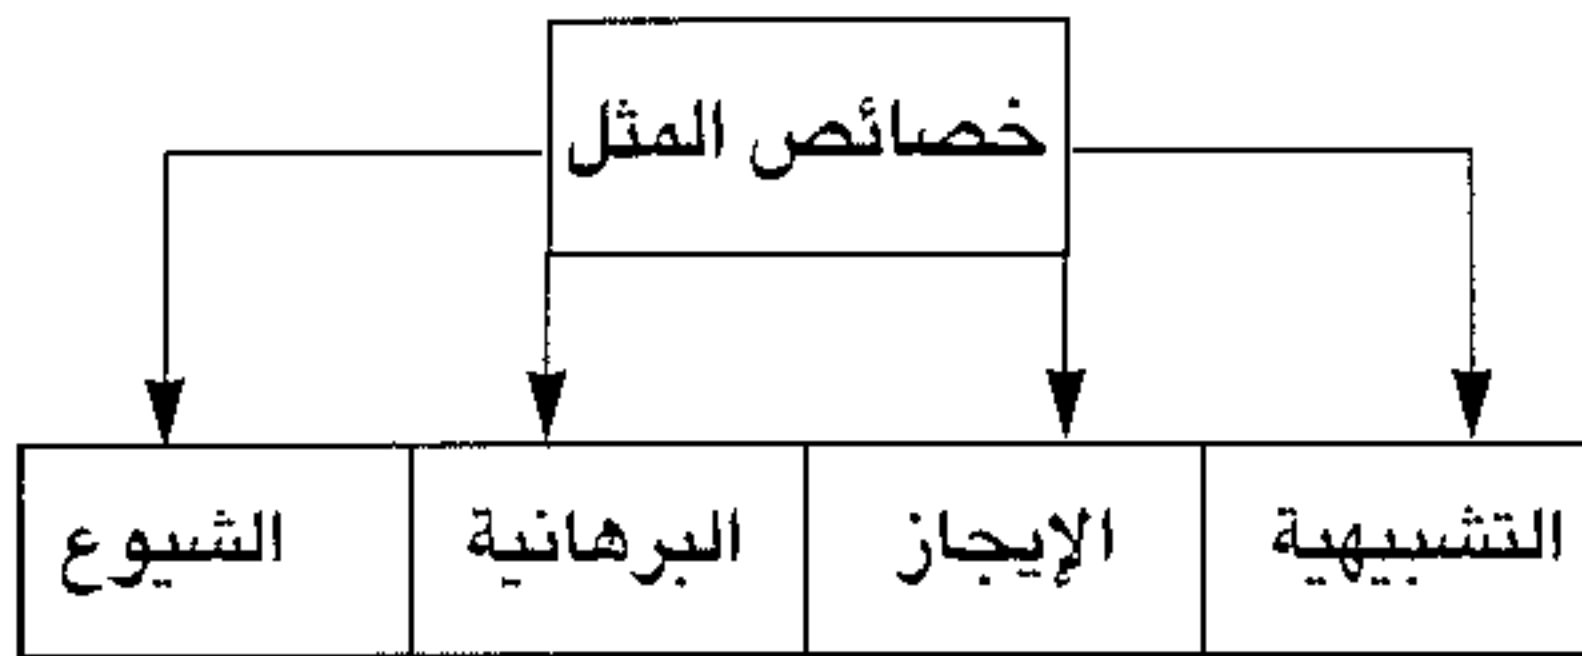 خصائص المثل
التشبيهية
الإيجاز
البرهانية
الشيوع